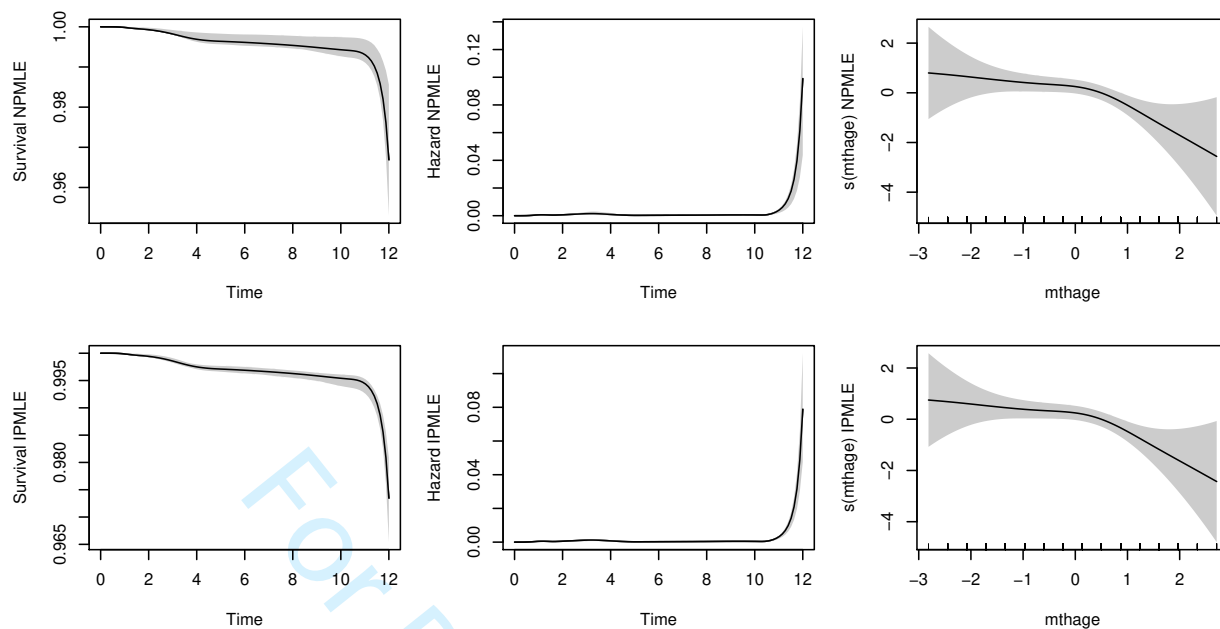 Survival NPMLE
0.96
0.98
1.00
0 2 4 6 8 10 12
Time
Hazard NPMLE
0.00
0.04
0.08
0.12
0 2 4 6 8 10 12
Time
s(mthage) NPMLE
−4
−2
0
2
−3 −2 −1 0 1 2
mthage
Survival IPMLE
0.965
0.980
0.995
0 2 4 6 8 10 12
Time
Hazard IPMLE
0.00
0.04
0.08
0 2 4 6 8 10 12
Time
s(mthage) IPMLE
−4
−2
0
2
−3 −2 −1 0 1 2
mthage
For